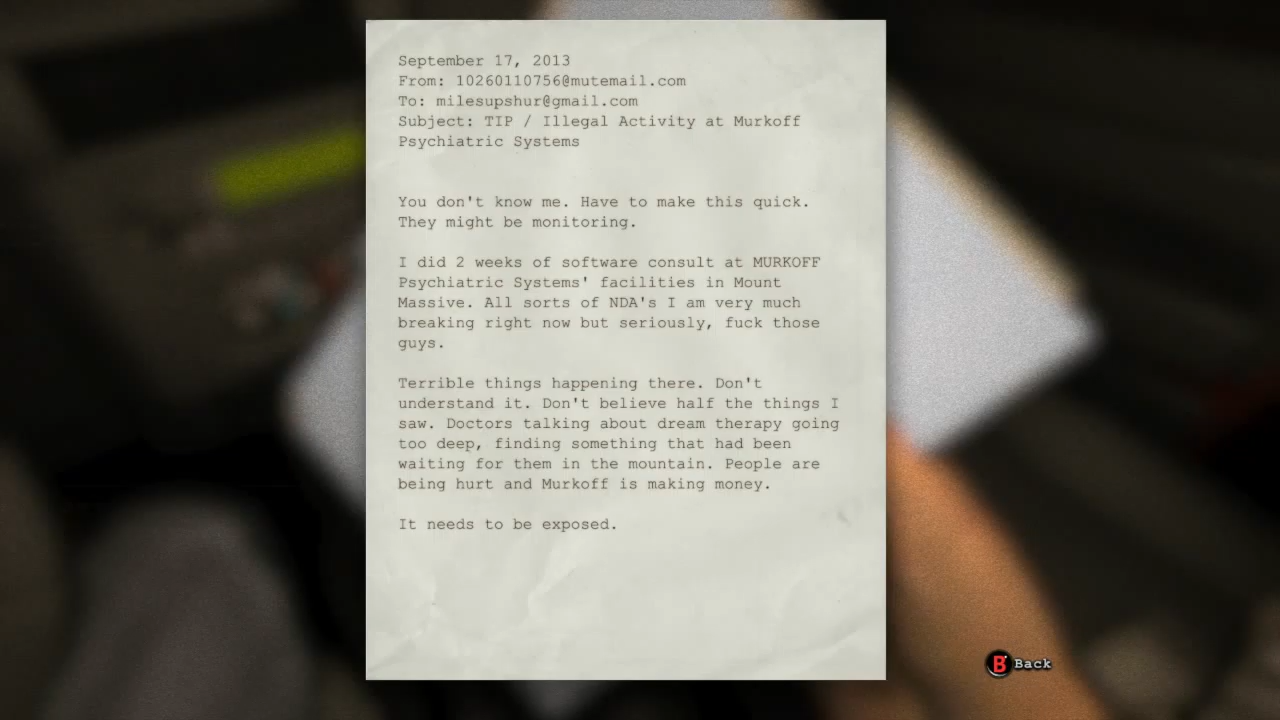 September 17, 2013
From: 10260110756@mutemail.com
To: milesupshur@gmail.com
Subject: TIP / Illegal Activity at Murkoff
Psychiatric Systems
You don't know me. Have to make this quick.
They might be monitoring.
I did 2 weeks of software consult at MURKOFF
Psychiatric Systems' facilities in Mount
Massive. All sorts of NDA's I am very much
breaking right now but seriously, fuck those
guys.
Terrible things happening there. Don't
understand it. Don't believe half the things I
saw. Doctors talking about dream therapy going
too deep, finding something that had been
waiting for them in the mountain. People are
being hurt and Murkoff is making money.
It needs to be exposed.
B Back